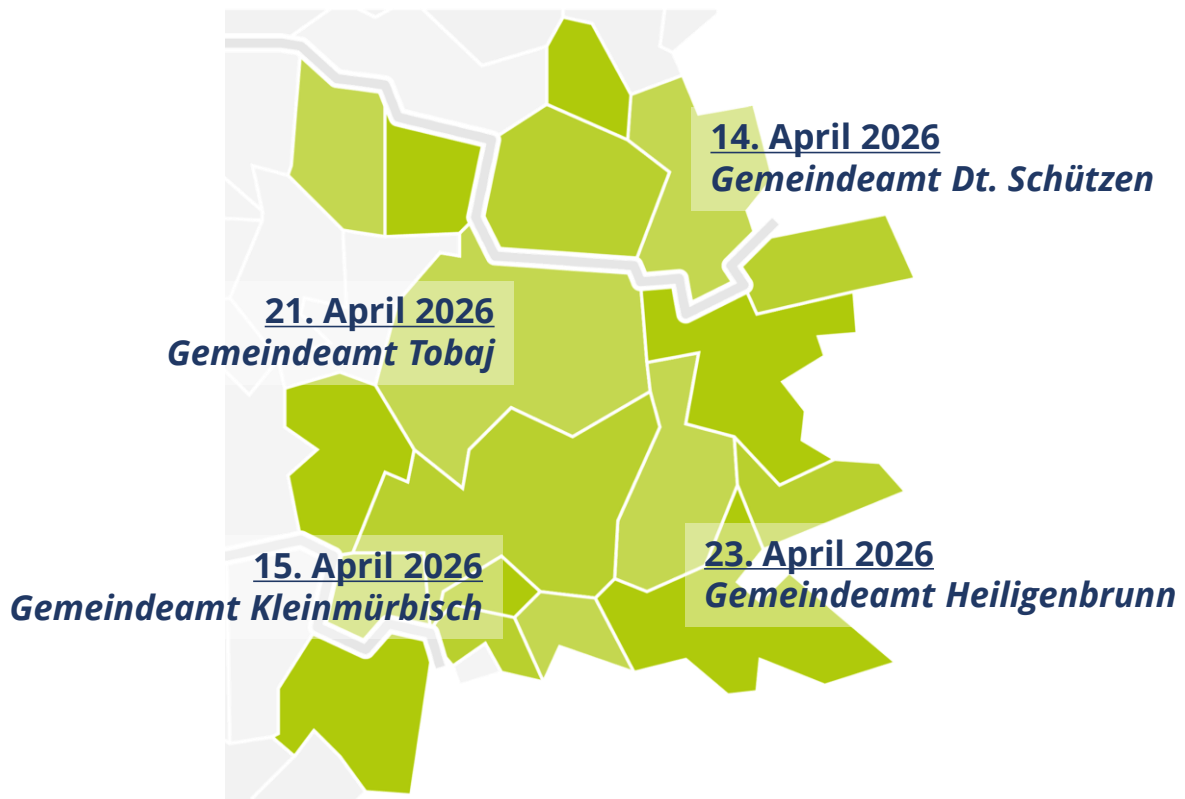 14. April 2026
Gemeindeamt Dt. Schützen
21. April 2026
Gemeindeamt Tobaj
15. April 2026
Gemeindeamt Kleinmürbisch
23. April 2026
Gemeindeamt Heiligenbrunn